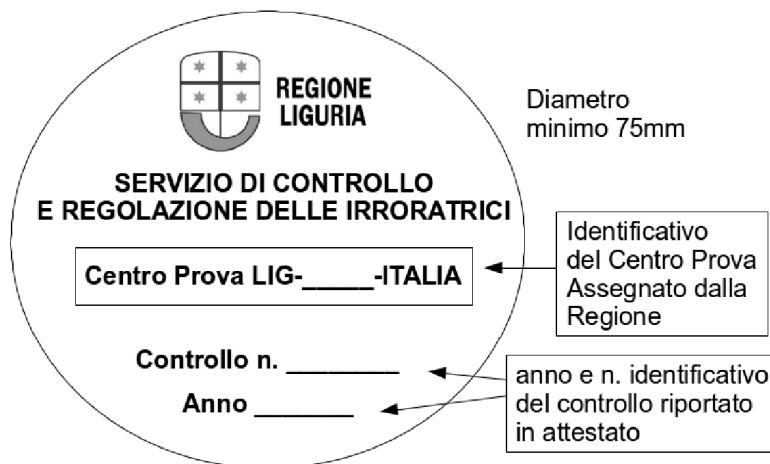 REGIONE
LIGURIA
Diametro
minimo 75mm
SERVIZIO DI CONTROLLO
E REGOLAZIONE DELLE IRRORATRICI
Centro Prova LIG-_____-ITALIA
Identificativo
del Centro Prova
Assegnato dalla
Regione
Controllo n. ________
Anno _______
anno e n. identificativo
del controllo riportato
in attestato